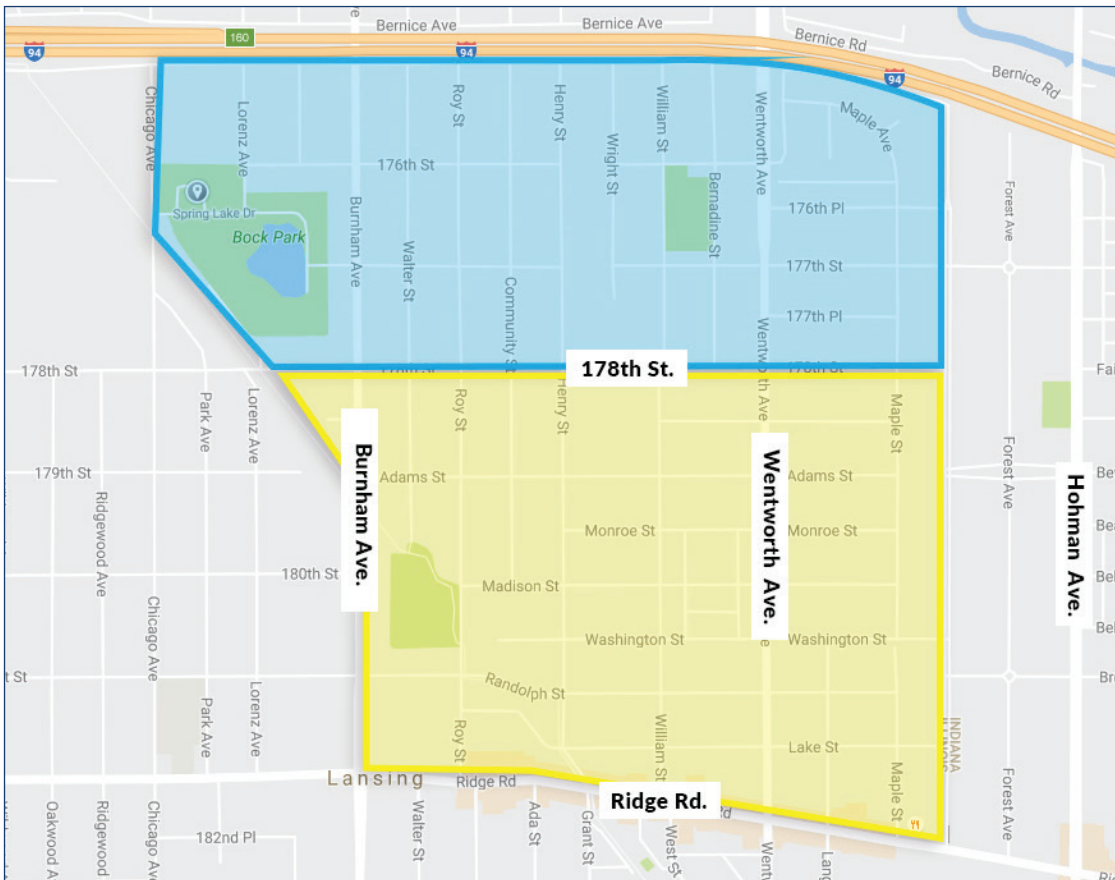 Bernice Ave
Bernice Ave
160
94
94
Bernice Rd
94
Bernice Rd
Chicago Ave
Lorenz Ave
Roy St
Henry St
William St
Wentworth Ave
Maple Ave
176th St
Wright St
Bernadine St
Forest Ave
Spring Lake Dr
Burnham Ave
176th Pl
Bock Park
Walter St
177th St
Community St
177th Pl
Wentworth Ave
178th St
178th St.
Park Ave
Lorenz Ave
Roy St
Henry St
Maple St
Burnham Ave.
Wentworth Ave.
Hohman Ave.
Forest Ave
179th St
Adams St
Adams St
Ridgewood Ave
Monroe St
Monroe St
180th St
Madison St
Chicago Ave
Washington St
Washington St
t St
Randolph St
Park Ave
Lorenz Ave
Roy St
William St
Lake St
INDIANA
ILLINOIS
Maple St
Forest Ave
Lansing
Ridge Rd
Ridge Rd.
Oakwood A
Ridgewood
Chicago Ave
182nd Pl
Walter St
Ada St
Grant St
West S
Went
Lang